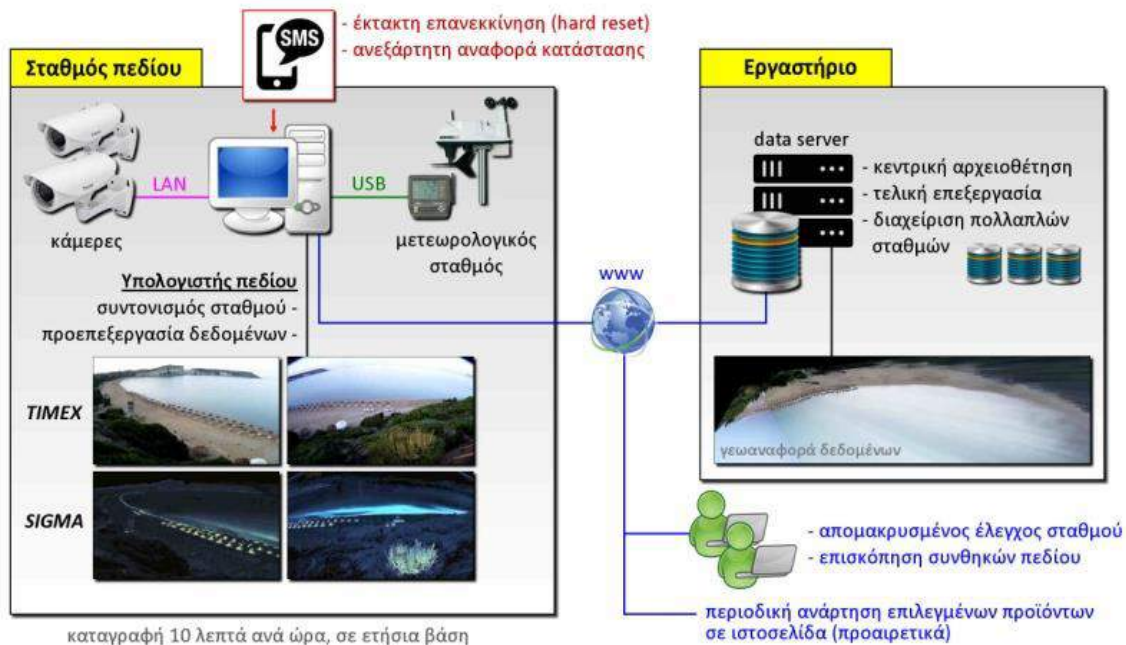 - έκτακτη επανεκκίνηση (hard reset)
- ανεξάρτητη αναφορά κατάστασης
SMS
Σταθμός πεδίου
LAN
USB
κάμερες
μετεωρολογικός
σταθμός
Υπολογιστής πεδίου
συντονισμός σταθμού -
προεπεξεργασία δεδομένων -
TIMEX
SIGMA
καταγραφή 10 λεπτά ανά ώρα, σε ετήσια βάση
www
Εργαστήριο
data server
- κεντρική αρχειοθέτηση
- τελική επεξεργασία
- διαχείριση πολλαπλών
σταθμών
γεωαναφορά δεδομένων
- απομακρυσμένος έλεγχος σταθμού
- επισκόπηση συνθηκών πεδίου
περιοδική ανάρτηση επιλεγμένων προϊόντων
σε ιστοσελίδα (προαιρετικά)